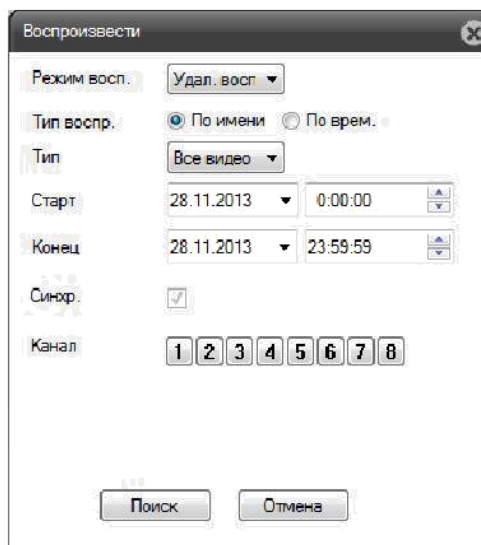 Воспроизвести
Режим восп. Удал. восп
Тип воспр. По имени По врем.
Тип Все видео
Старт 28.11.2013 0:00:00
Конец 28.11.2013 23:59:59
Синхр.
Канал 1 2 3 4 5 6 7 8
Поиск Отмена